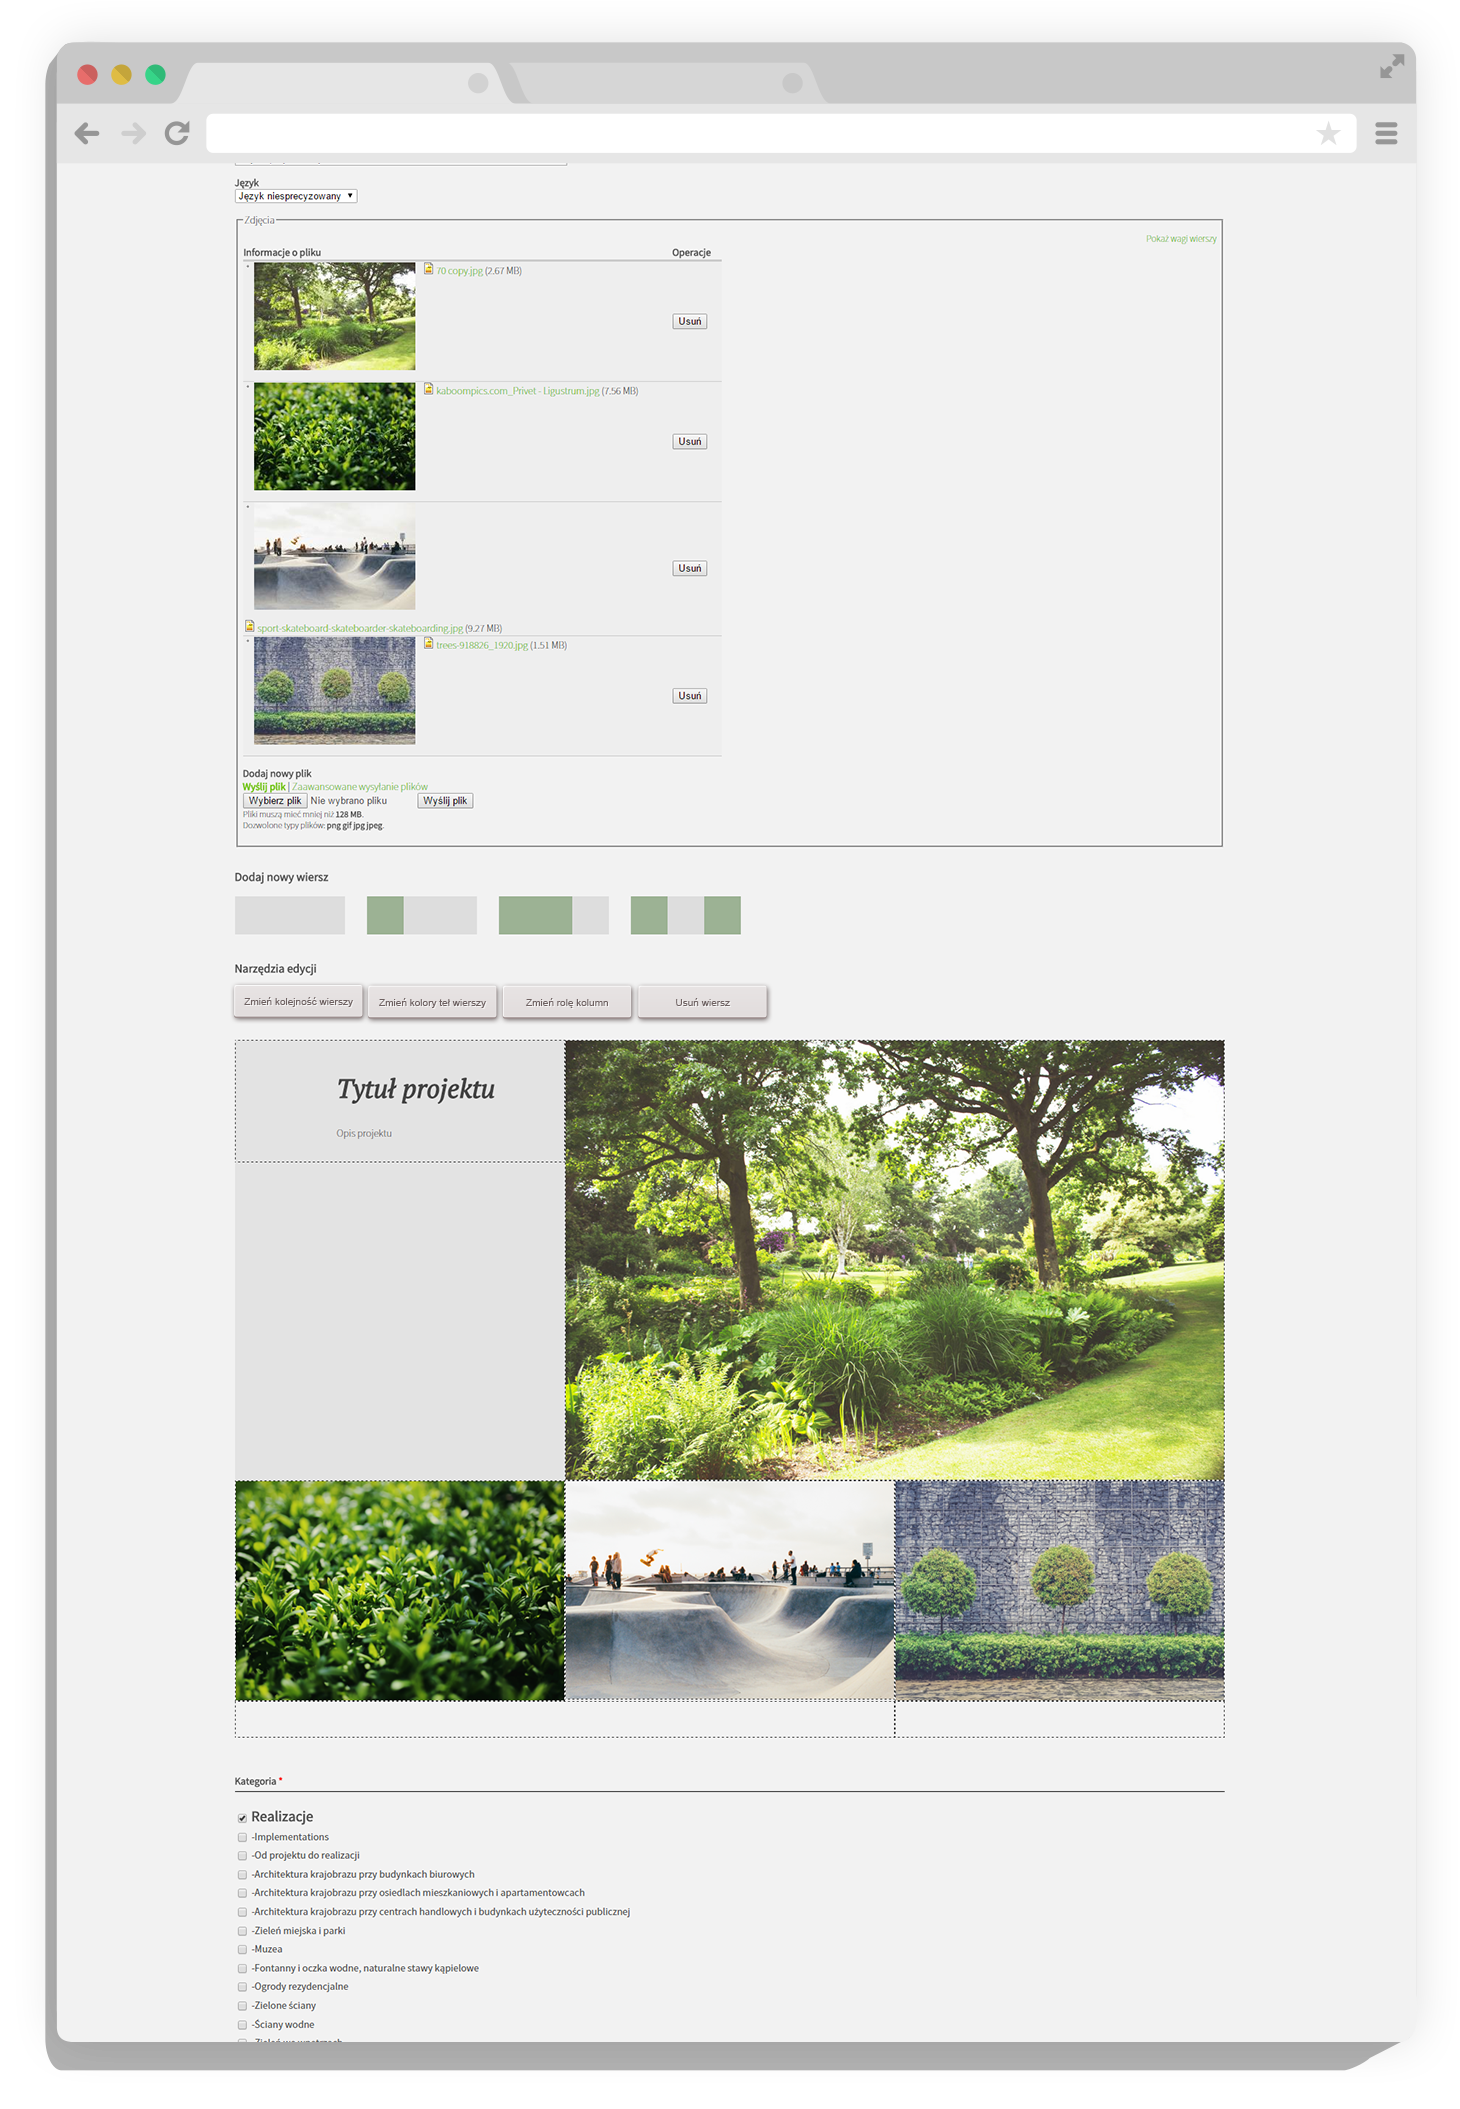 Język
Język niesprecyzowany
Zdjęcia
Pokaż wagi wierszy
Informacje o pliku Operacje
70 copy.jpg (2.67 MB)
Usuń
kaboompics.com_Privet - Ligustrum.jpg (7.56 MB)
Usuń
Usuń
sport-skateboard-skateboarder-skateboarding.jpg (9.27 MB)
trees-918826_1920.jpg (1.51 MB)
Usuń
Dodaj nowy plik
Wyślij plik | Zaawansowane wysyłanie plików
Wybierz plik Nie wybrano pliku Wyślij plik
Pliki muszą mieć mniej niż 128 MB.
Dozwolone typy plików: png gif jpg jpeg.
Dodaj nowy wiersz
Narzędzia edycji
Zmień kolejność wierszy Zmień kolory teł wierszy Zmień rolę kolumn Usuń wiersz
Tytuł projektu
Opis projektu
Kategoria *
Realizacje
-Implementations
-Od projektu do realizacji
-Architektura krajobrazu przy budynkach biurowych
-Architektura krajobrazu przy osiedlach mieszkaniowych i apartamentowcach
-Architektura krajobrazu przy centrach handlowych i budynkach użyteczności publicznej
-Zieleń miejska i parki
-Muzea
-Fontanny i oczka wodne, naturalne stawy kąpielowe
-Ogrody rezydencjalne
-Zielone ściany
-Ściany wodne